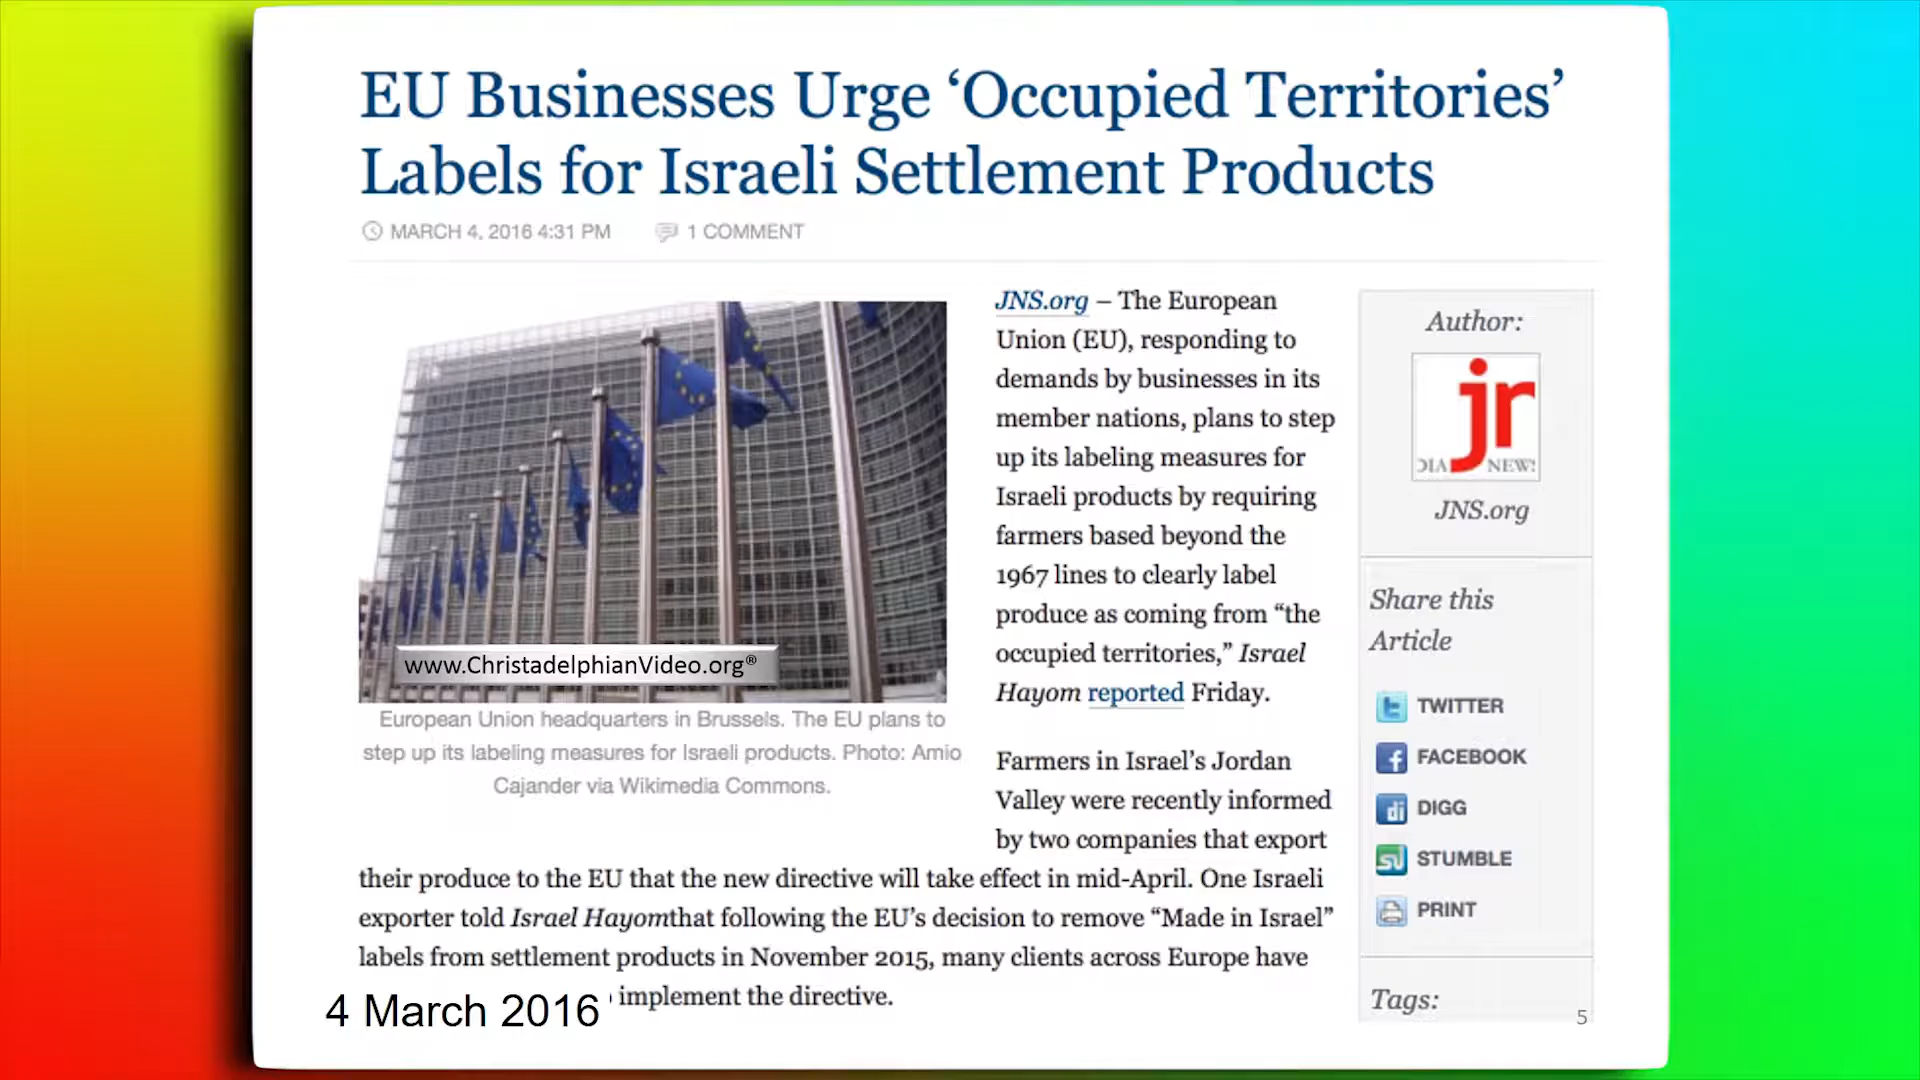 EU Businesses Urge ‘Occupied Territories’
Labels for Israeli Settlement Products
MARCH 4, 2016 4:31 PM
1 COMMENT
www.ChristadelphianVideo.org®
European Union headquarters in Brussels. The EU plans to
step up its labeling measures for Israeli products. Photo: Amio
Cajander via Wikimedia Commons.
JNS.org – The European
Union (EU), responding to
demands by businesses in its
member nations, plans to step
up its labeling measures for
Israeli products by requiring
farmers based beyond the
1967 lines to clearly label
produce as coming from “the
occupied territories,” Israel
Hayom reported Friday.
Farmers in Israel’s Jordan
Valley were recently informed
by two companies that export
their produce to the EU that the new directive will take effect in mid-April. One Israeli
exporter told Israel Hayomthat following the EU’s decision to remove “Made in Israel”
labels from settlement products in November 2015, many clients across Europe have
implement the directive.
4 March 2016
Author:
jr
DIA NEWS
JNS.org
Share this
Article
TWITTER
FACEBOOK
DIGG
STUMBLE
PRINT
Tags:
5